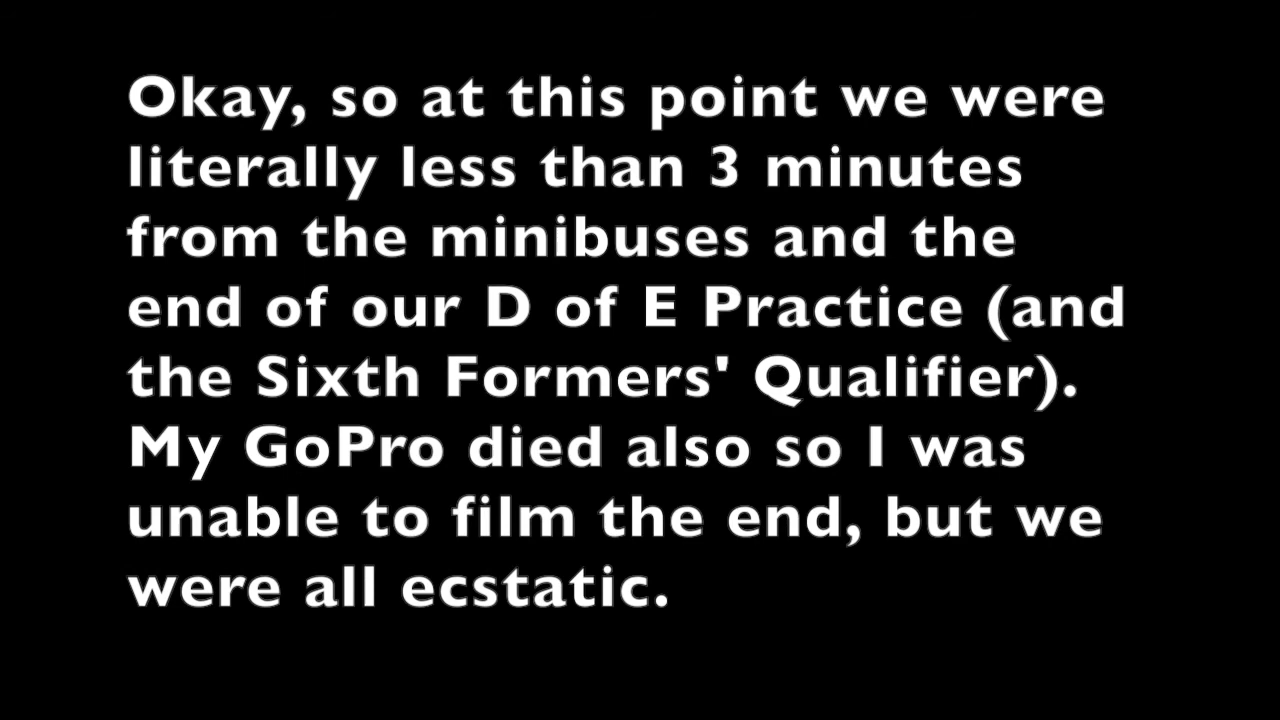 Okay, so at this point we were
literally less than 3 minutes
from the minibuses and the
end of our D of E Practice (and
the Sixth Formers' Qualifier).
My GoPro died also so I was
unable to film the end, but we
were all ecstatic.